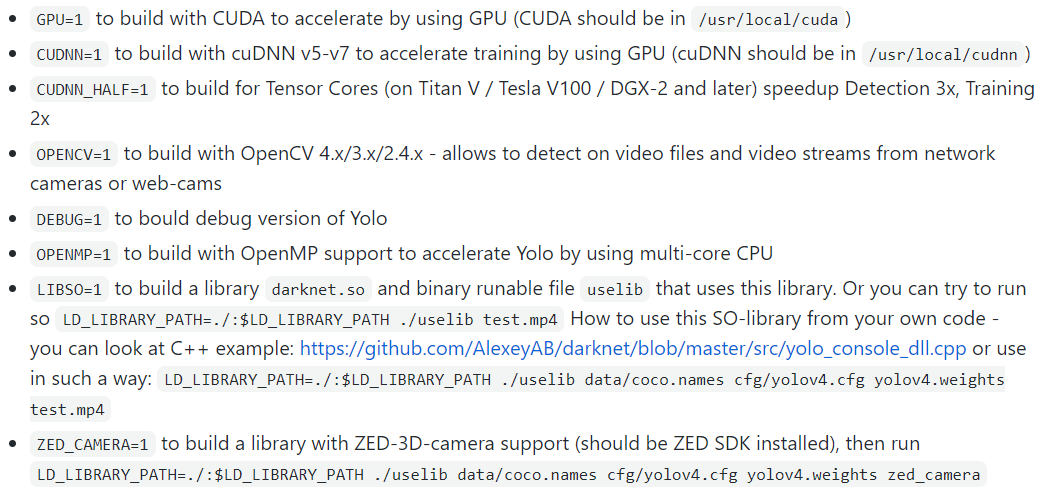 GPU=1 to build with CUDA to accelerate by using GPU (CUDA should be in /usr/local/cuda )
CUDNN=1 to build with cuDNN v5-v7 to accelerate training by using GPU (cuDNN should be in /usr/local/cudnn )
CUDNN_HALF=1 to build for Tensor Cores (on Titan V / Tesla V100 / DGX-2 and later) speedup Detection 3x, Training
2x
OPENCV=1 to build with OpenCV 4.x/3.x/2.4.x - allows to detect on video files and video streams from network
cameras or web-cams
DEBUG=1 to bould debug version of Yolo
OPENMP=1 to build with OpenMP support to accelerate Yolo by using multi-core CPU
LIBSO=1 to build a library darknet.so and binary runable file uselib that uses this library. Or you can try to run
so LD_LIBRARY_PATH=./:$LD_LIBRARY_PATH ./uselib test.mp4 How to use this SO-library from your own code -
you can look at C++ example: https://github.com/AlexeyAB/darknet/blob/master/src/yolo_console_dll.cpp or use
in such a way: LD_LIBRARY_PATH=./:$LD_LIBRARY_PATH ./uselib data/coco.names cfg/yolov4.cfg yolov4.weights
test.mp4
ZED_CAMERA=1 to build a library with ZED-3D-camera support (should be ZED SDK installed), then run
LD_LIBRARY_PATH=./:$LD_LIBRARY_PATH ./uselib data/coco.names cfg/yolov4.cfg yolov4.weights zed_camera